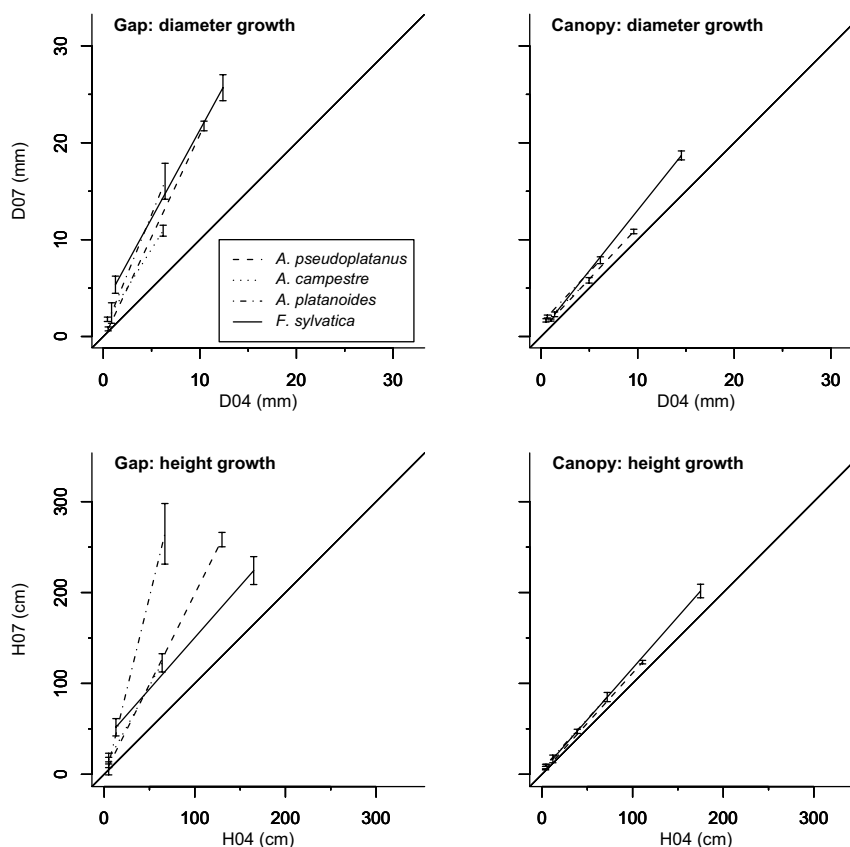 Gap: diameter growth
D07 (mm)
30
20
10
0
A. pseudoplatanus
A. campestre
A. platanoides
F. sylvatica
0 10 20 30
D04 (mm)
Canopy: diameter growth
30
20
10
0
0 10 20 30
D04 (mm)
Gap: height growth
H07 (cm)
300
200
100
0
0 100 200 300
H04 (cm)
Canopy: height growth
300
200
100
0
0 100 200 300
H04 (cm)